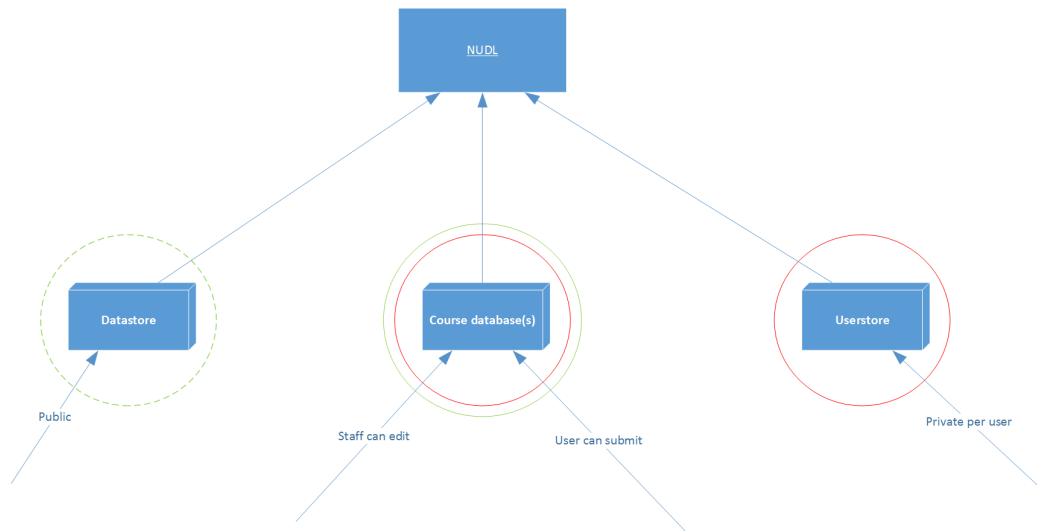 NUDL
Datastore
Course database(s)
Userstore
Public
Staff can edit
User can submit
Private per user